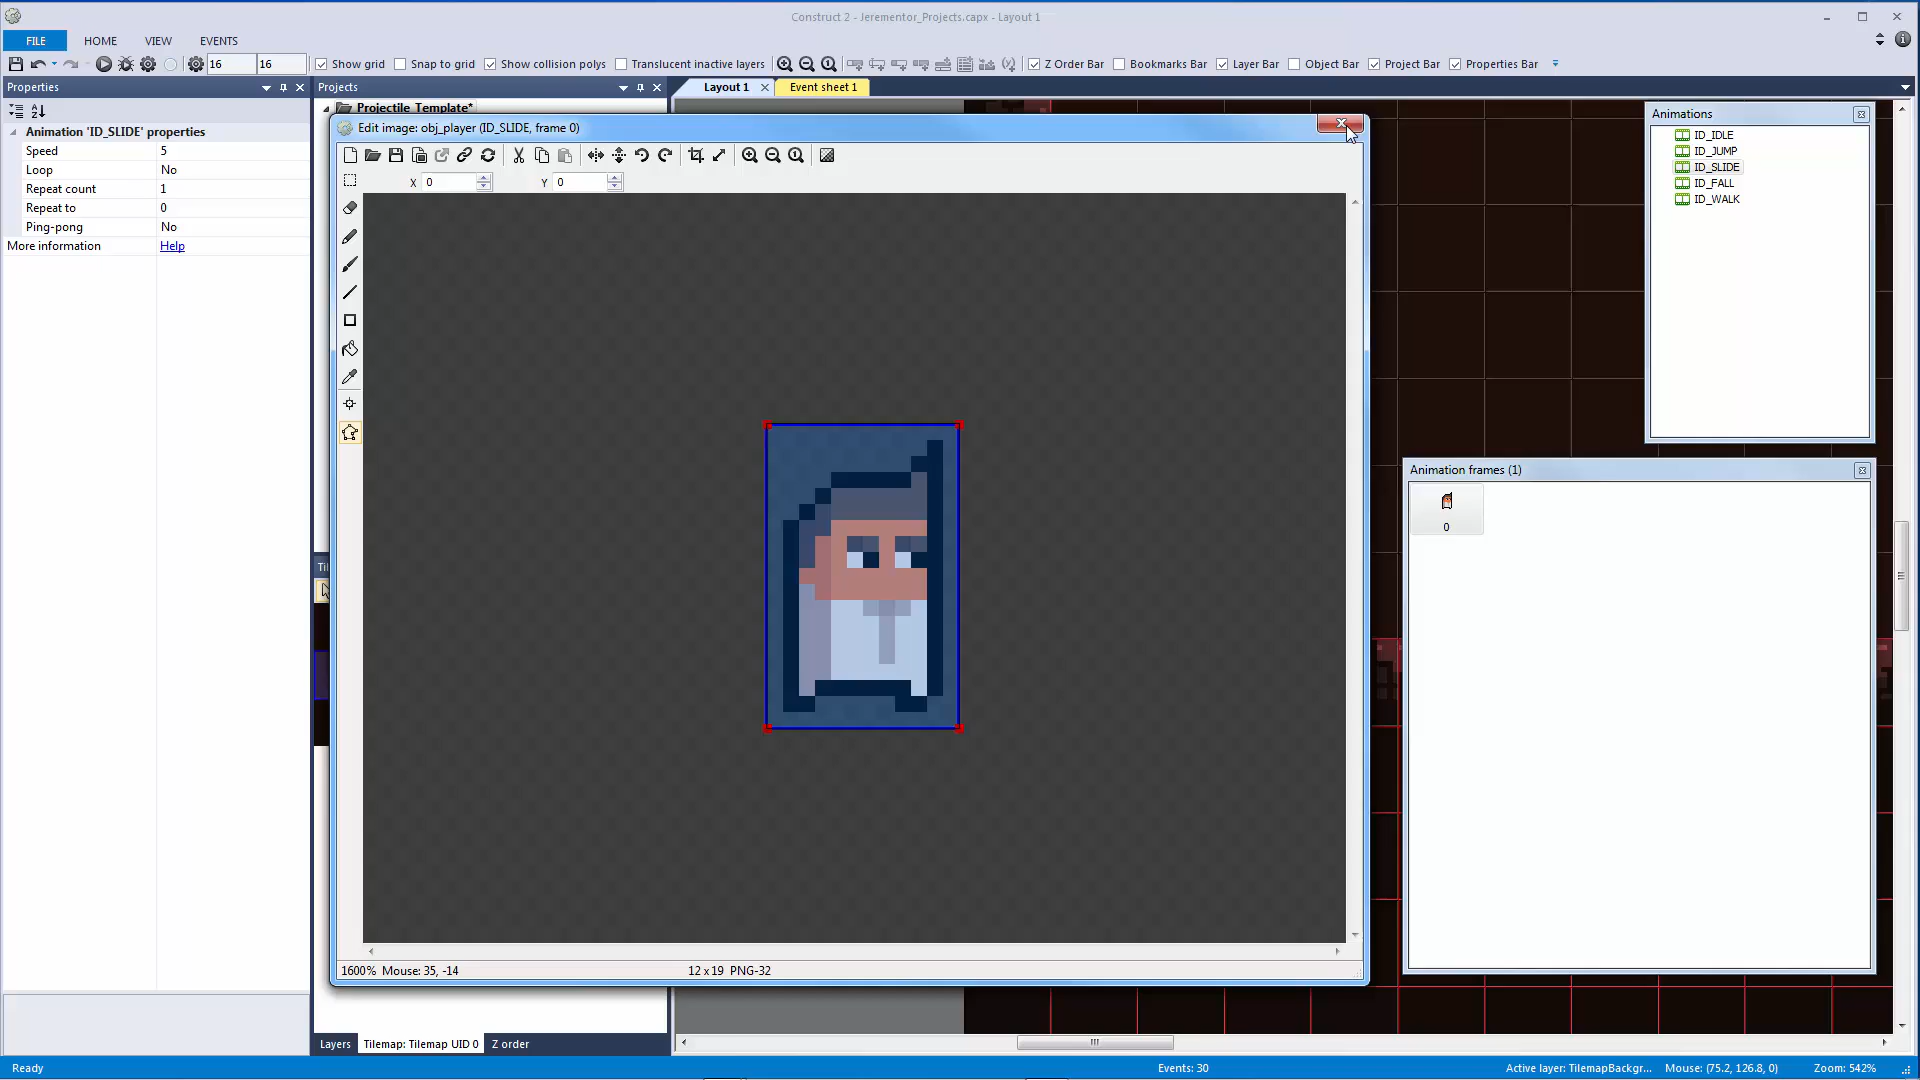 Construct 2 - Jerementor_Projects.capx - Layout 1
FILE HOME VIEW EVENTS
16 16 Show grid Snap to grid Show collision polys Translucent inactive layers Z Order Bar Bookmarks Bar Layer Bar Object Bar Project Bar Properties Bar
Properties
Projects
Layout 1
Event sheet 1
Projectile Template*
Animation 'ID_SLIDE' properties
Speed 5
Loop No
Repeat count 1
Repeat to 0
Ping-pong No
More information Help
Edit image: obj_player (ID_SLIDE, frame 0)
X 0 Y 0
1600% Mouse: 35, -14 12 x 19 PNG-32
Animations
ID_IDLE
ID_JUMP
ID_SLIDE
ID_FALL
ID_WALK
Animation frames (1)
0
Layers Tilemap: Tilemap UID 0 Z order
Ready Events: 30 Active layer: TilemapBackgr... Mouse: (75.2, 126.8, 0) Zoom: 542%